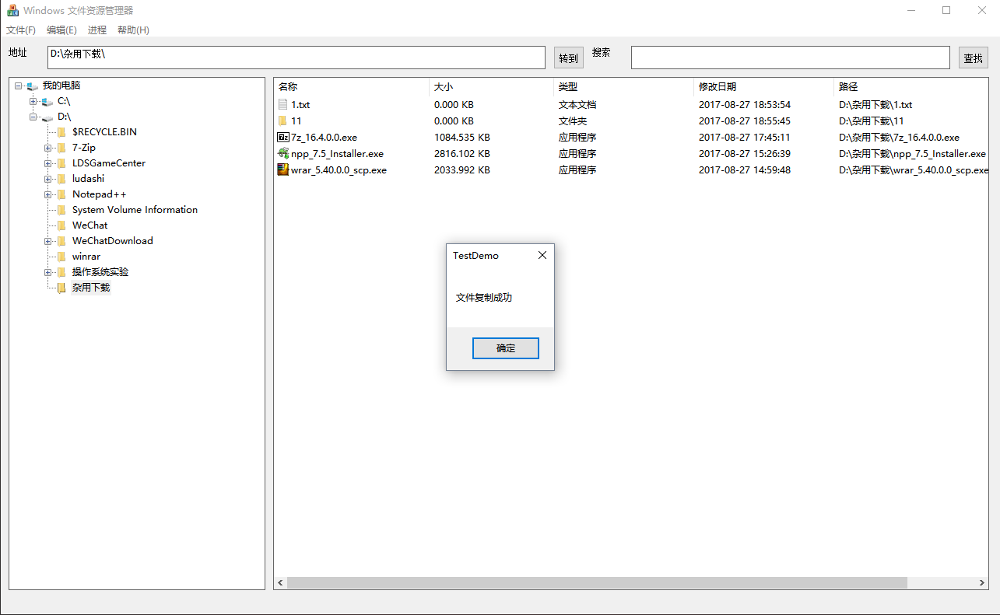 Windows 文件资源管理器
文件(F) 编辑(E) 进程 帮助(H)
地址 D:\杂用下载\ 转到 搜索 查找
我的电脑
C:\
D:\
$RECYCLE.BIN
7-Zip
LDSGameCenter
ludashi
Notepad++
System Volume Information
WeChat
WeChatDownload
winrar
操作系统实验
杂用下载
名称 大小 类型 修改日期 路径
1.txt 0.000 KB 文本文档 2017-08-27 18:53:54 D:\杂用下载\1.txt
11 0.000 KB 文件夹 2017-08-27 18:55:45 D:\杂用下载\11
7z_16.4.0.0.exe 1084.535 KB 应用程序 2017-08-27 17:45:11 D:\杂用下载\7z_16.4.0.0.exe
npp_7.5_Installer.exe 2816.102 KB 应用程序 2017-08-27 15:26:39 D:\杂用下载\npp_7.5_Installer.exe
wrar_5.40.0.0_scp.exe 2033.992 KB 应用程序 2017-08-27 14:59:48 D:\杂用下载\wrar_5.40.0.0_scp.exe
TestDemo
文件复制成功
确定